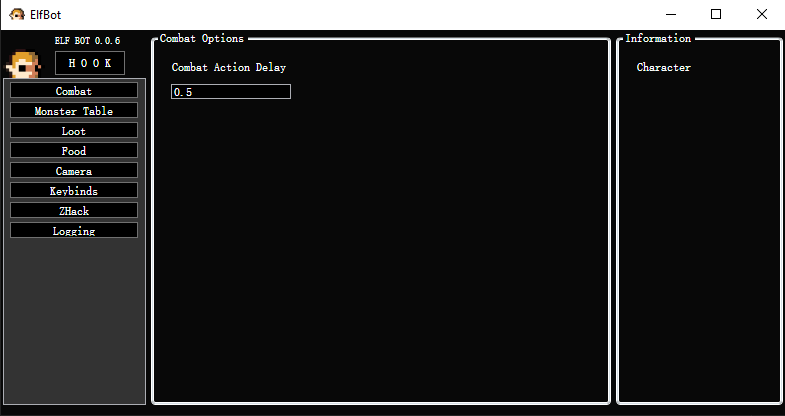 ElfBot
ELF BOT 0.0.6
H O O K
Combat
Monster Table
Loot
Food
Camera
Keybinds
ZHack
Logging
Combat Options
Combat Action Delay
0.5
Information
Character